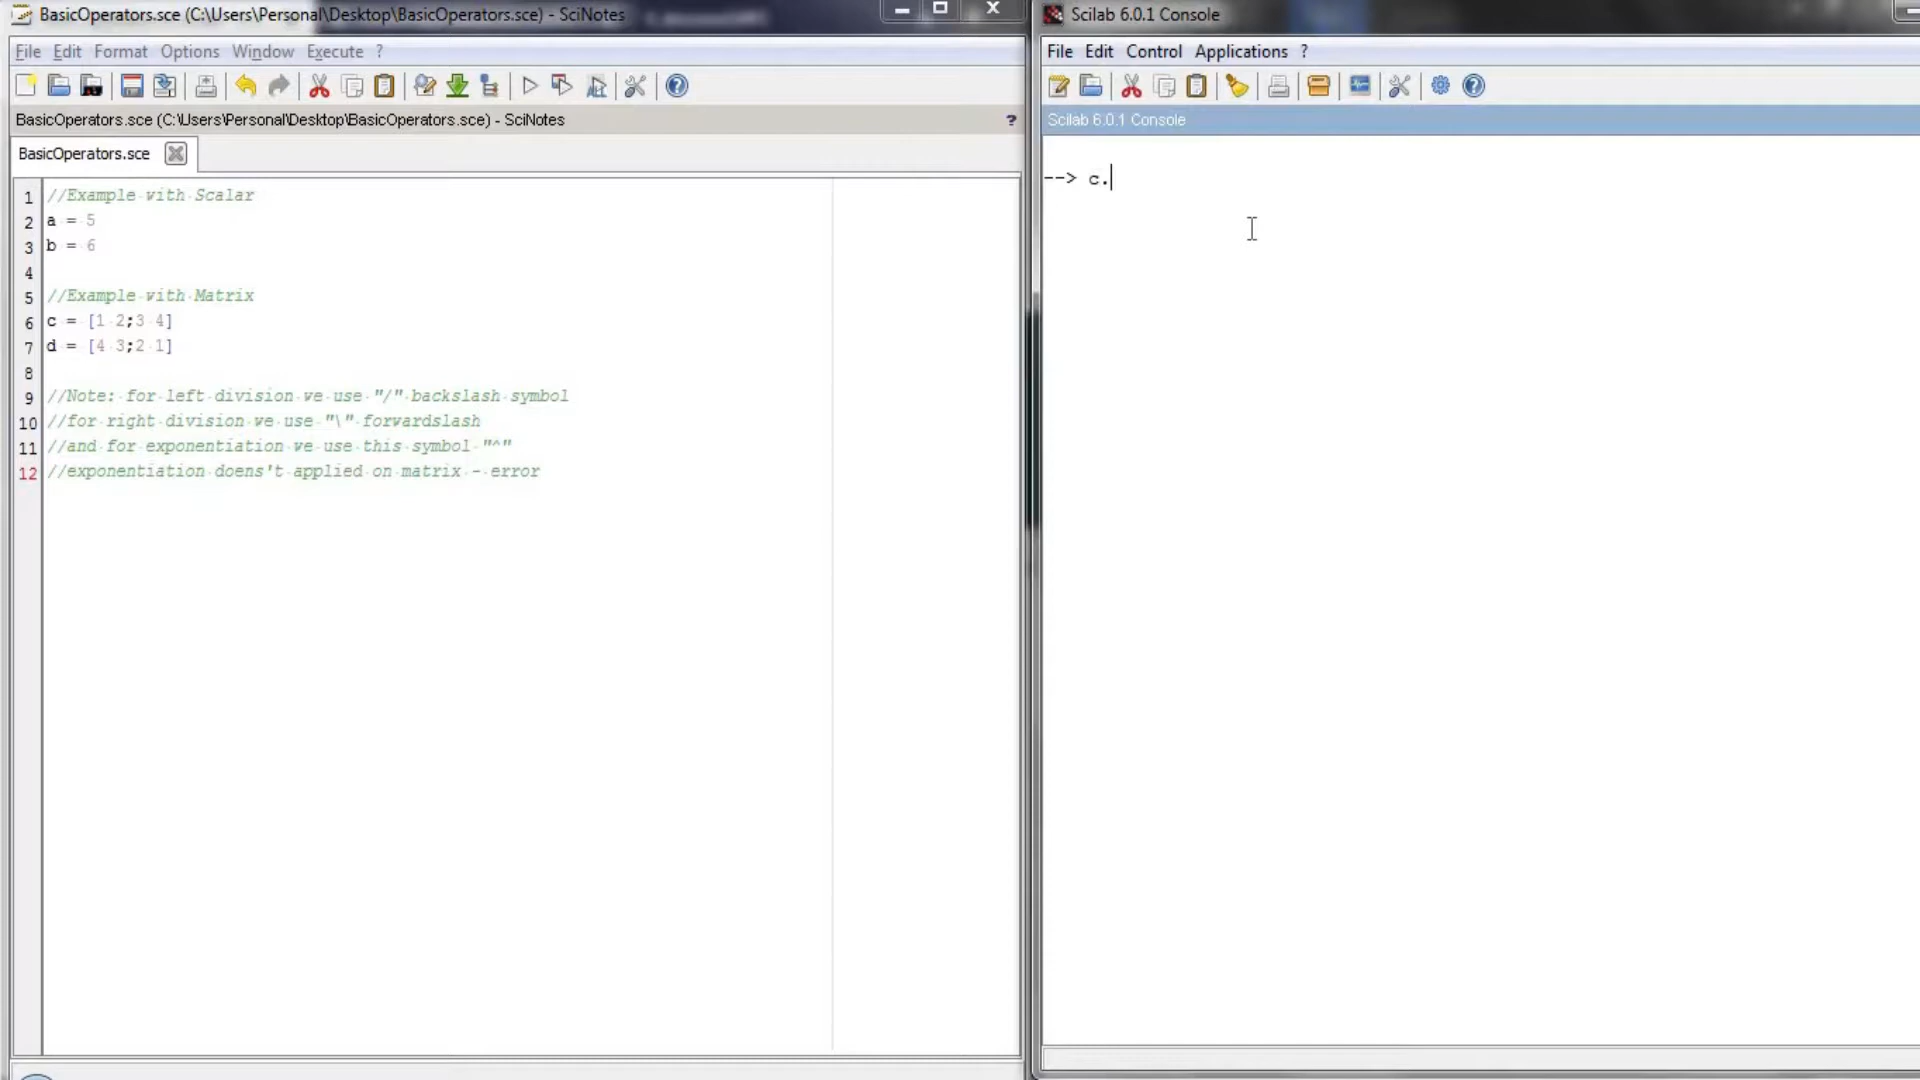 BasicOperators.sce (C:\Users\Personal\Desktop\BasicOperators.sce) - SciNotes
File Edit Format Options Window Execute ?
BasicOperators.sce (C:\Users\Personal\Desktop\BasicOperators.sce) - SciNotes ?
BasicOperators.sce
1 //Example with Scalar
2 a = 5
3 b = 6
4
5 //Example with Matrix
6 c = [1 2;3 4]
7 d = [4 3;2 1]
8
9 //Note: for left division we use "/" backslash symbol
10 //for right division we use "\" forwardslash
11 //and for exponentiation we use this symbol "^"
12 //exponentiation doens't applied on matrix - error
Scilab 6.0.1 Console
File Edit Control Applications ?
Scilab 6.0.1 Console
--> c.